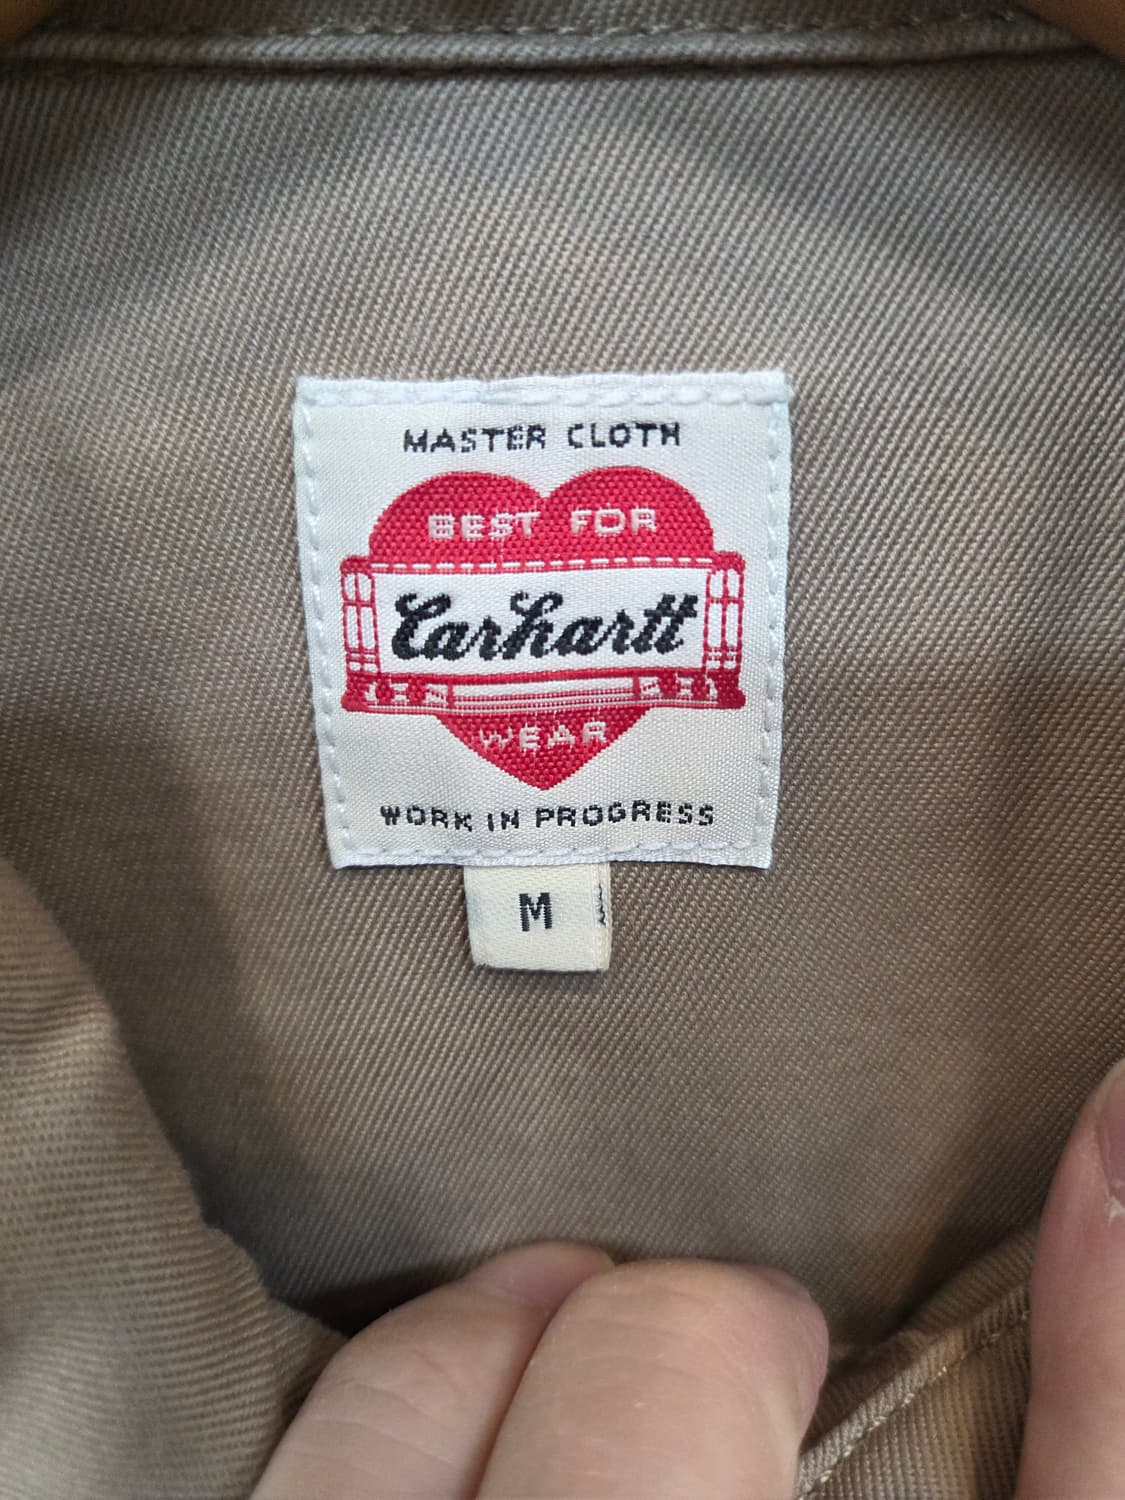 MASTER CLOTH
BEST FOR
Carhartt
WEAR
WORK IN PROGRESS
M